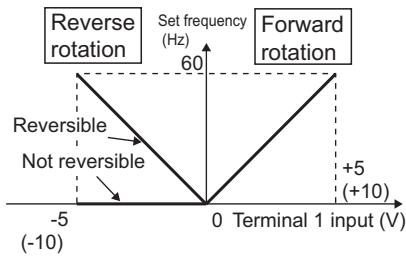 Reverse
rotation
Set frequency
(Hz)
60
Forward
rotation
Reversible
Not reversible
+5
(+10)
-5
(-10)
0
Terminal 1 input (V)